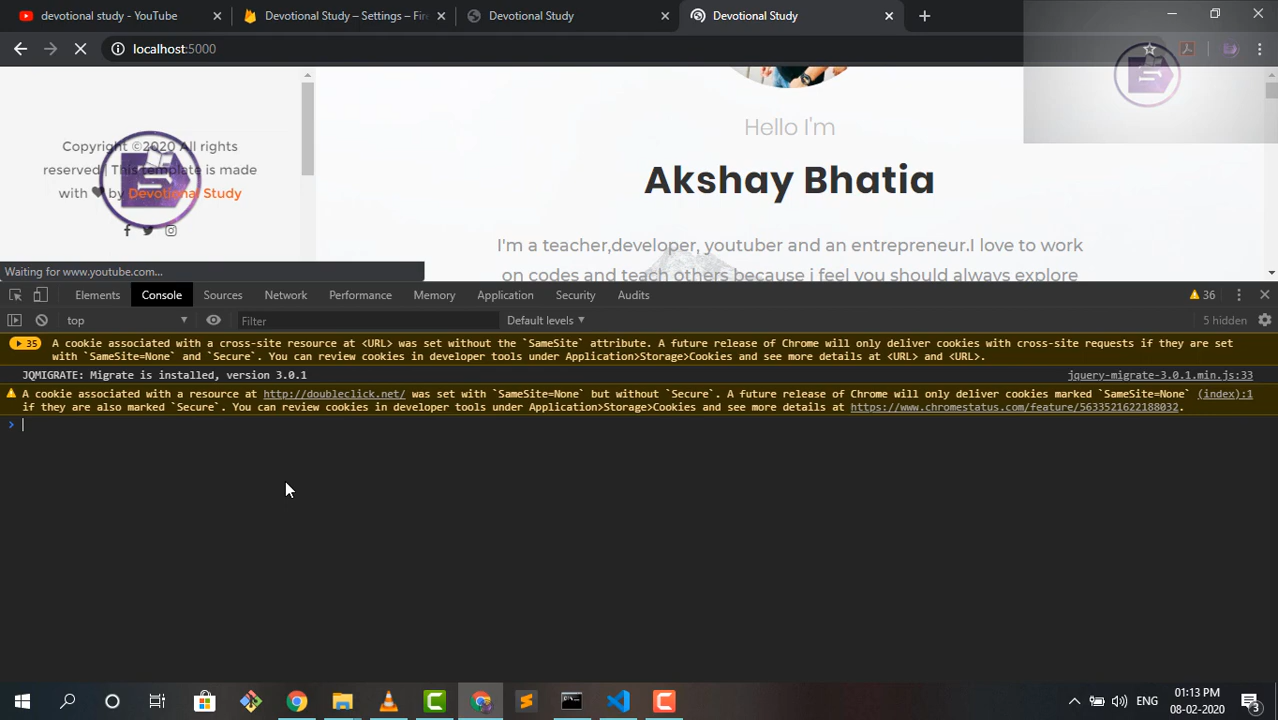 devotional study - YouTube
Devotional Study – Settings – Fire
Devotional Study
Devotional Study
localhost:5000
Copyright ©2020 All rights
reserved | This template is made
with ♥ by Devotional Study
Hello I'm
Akshay Bhatia
I'm a teacher,developer, youtuber and an entrepreneur.I love to work
on codes and teach others because i feel you should always explore
Waiting for www.youtube.com...
Elements Console Sources Network Performance Memory Application Security Audits 36
top Filter Default levels 5 hidden
35 A cookie associated with a cross-site resource at <URL> was set without the `SameSite` attribute. A future release of Chrome will only deliver cookies with cross-site requests if they are set
with `SameSite=None` and `Secure`. You can review cookies in developer tools under Application>Storage>Cookies and see more details at <URL> and <URL>.
JQMIGRATE: Migrate is installed, version 3.0.1 jquery-migrate-3.0.1.min.js:33
A cookie associated with a resource at http://doubleclick.net/ was set with `SameSite=None` but without `Secure`. A future release of Chrome will only deliver cookies marked `SameSite=None` (index):1
if they are also marked `Secure`. You can review cookies in developer tools under Application>Storage>Cookies and see more details at https://www.chromestatus.com/feature/5633521622188032.
ENG
01:13 PM
08-02-2020
3